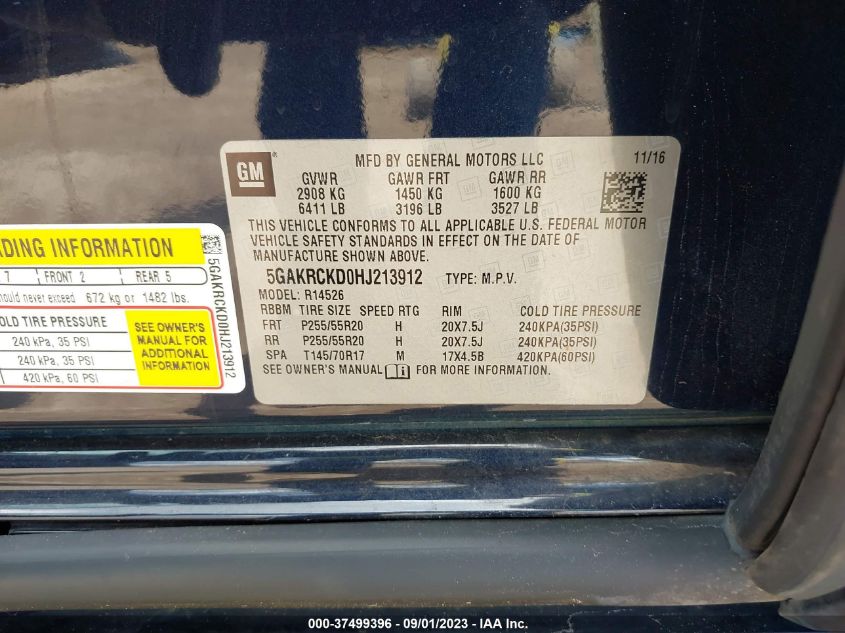 GM
MFD BY GENERAL MOTORS LLC 11/16
GVWR GAWR FRT GAWR RR
2908 KG 1450 KG 1600 KG
6411 LB 3196 LB 3527 LB
THIS VEHICLE CONFORMS TO ALL APPLICABLE U.S. FEDERAL MOTOR
VEHICLE SAFETY STANDARDS IN EFFECT ON THE DATE OF
MANUFACTURE SHOWN ABOVE.
5GAKRCKD0HJ213912 TYPE: M.P.V.
MODEL: R14526
RBBM TIRE SIZE SPEED RTG RIM COLD TIRE PRESSURE
FRT P255/55R20 H 20X7.5J 240KPA(35PSI)
RR P255/55R20 H 20X7.5J 240KPA(35PSI)
SPA T145/70R17 M 17X4.5B 420KPA(60PSI)
SEE OWNER'S MANUAL FOR MORE INFORMATION.
ADING INFORMATION
7 FRONT 2 REAR 5
hould never exceed 672 kg or 1482 lbs.
COLD TIRE PRESSURE
240 kPa, 35 PSI
240 kPa, 35 PSI
420 kPa, 60 PSI
SEE OWNER'S
MANUAL FOR
ADDITIONAL
INFORMATION
5GAKRCKD0HJ213912
000-37499396 - 09/01/2023 - IAA Inc.